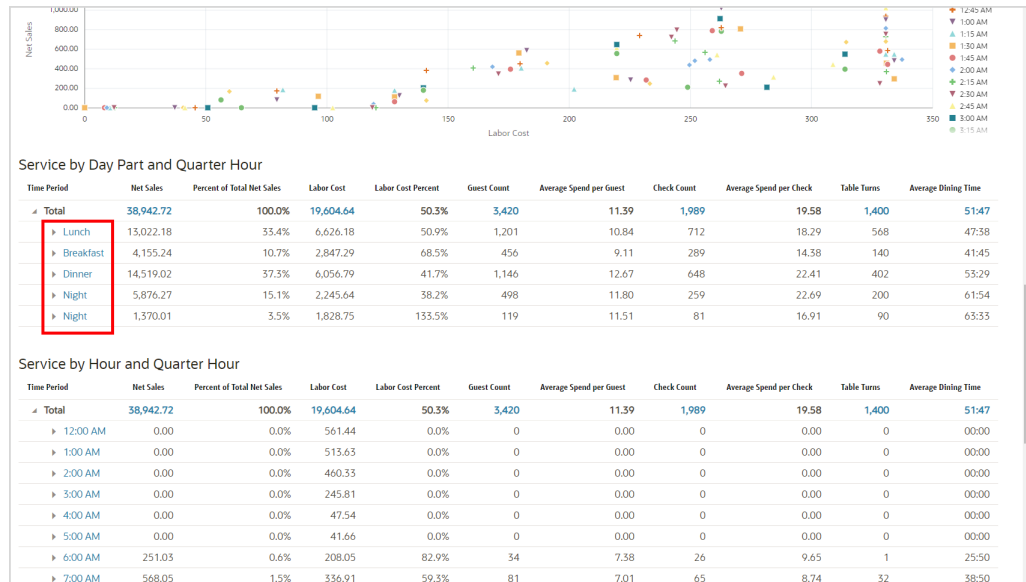 1,000.00
800.00
600.00
400.00
200.00
0.00
Net Sales
0 50 100 150 200 250 300 350
Labor Cost
12:45 AM
1:00 AM
1:15 AM
1:30 AM
1:45 AM
2:00 AM
2:15 AM
2:30 AM
2:45 AM
3:00 AM
3:15 AM
Service by Day Part and Quarter Hour
Time Period Net Sales Percent of Total Net Sales Labor Cost Labor Cost Percent Guest Count Average Spend per Guest Check Count Average Spend per Check Table Turns Average Dining Time
Total 38,942.72 100.0% 19,604.64 50.3% 3,420 11.39 1,989 19.58 1,400 51:47
Lunch 13,022.18 33.4% 6,626.18 50.9% 1,201 10.84 712 18.29 568 47:38
Breakfast 4,155.24 10.7% 2,847.29 68.5% 456 9.11 289 14.38 140 41:45
Dinner 14,519.02 37.3% 6,056.79 41.7% 1,146 12.67 648 22.41 402 53:29
Night 5,876.27 15.1% 2,245.64 38.2% 498 11.80 259 22.69 200 61:54
Night 1,370.01 3.5% 1,828.75 133.5% 119 11.51 81 16.91 90 63:33
Service by Hour and Quarter Hour
Time Period Net Sales Percent of Total Net Sales Labor Cost Labor Cost Percent Guest Count Average Spend per Guest Check Count Average Spend per Check Table Turns Average Dining Time
Total 38,942.72 100.0% 19,604.64 50.3% 3,420 11.39 1,989 19.58 1,400 51:47
12:00 AM 0.00 0.0% 561.44 0.0% 0 0.00 0 0.00 0 00:00
1:00 AM 0.00 0.0% 513.63 0.0% 0 0.00 0 0.00 0 00:00
2:00 AM 0.00 0.0% 460.33 0.0% 0 0.00 0 0.00 0 00:00
3:00 AM 0.00 0.0% 245.81 0.0% 0 0.00 0 0.00 0 00:00
4:00 AM 0.00 0.0% 47.54 0.0% 0 0.00 0 0.00 0 00:00
5:00 AM 0.00 0.0% 41.66 0.0% 0 0.00 0 0.00 0 00:00
6:00 AM 251.03 0.6% 208.05 82.9% 34 7.38 26 9.65 1 25:50
7:00 AM 568.05 1.5% 336.91 59.3% 81 7.01 65 8.74 32 38:50